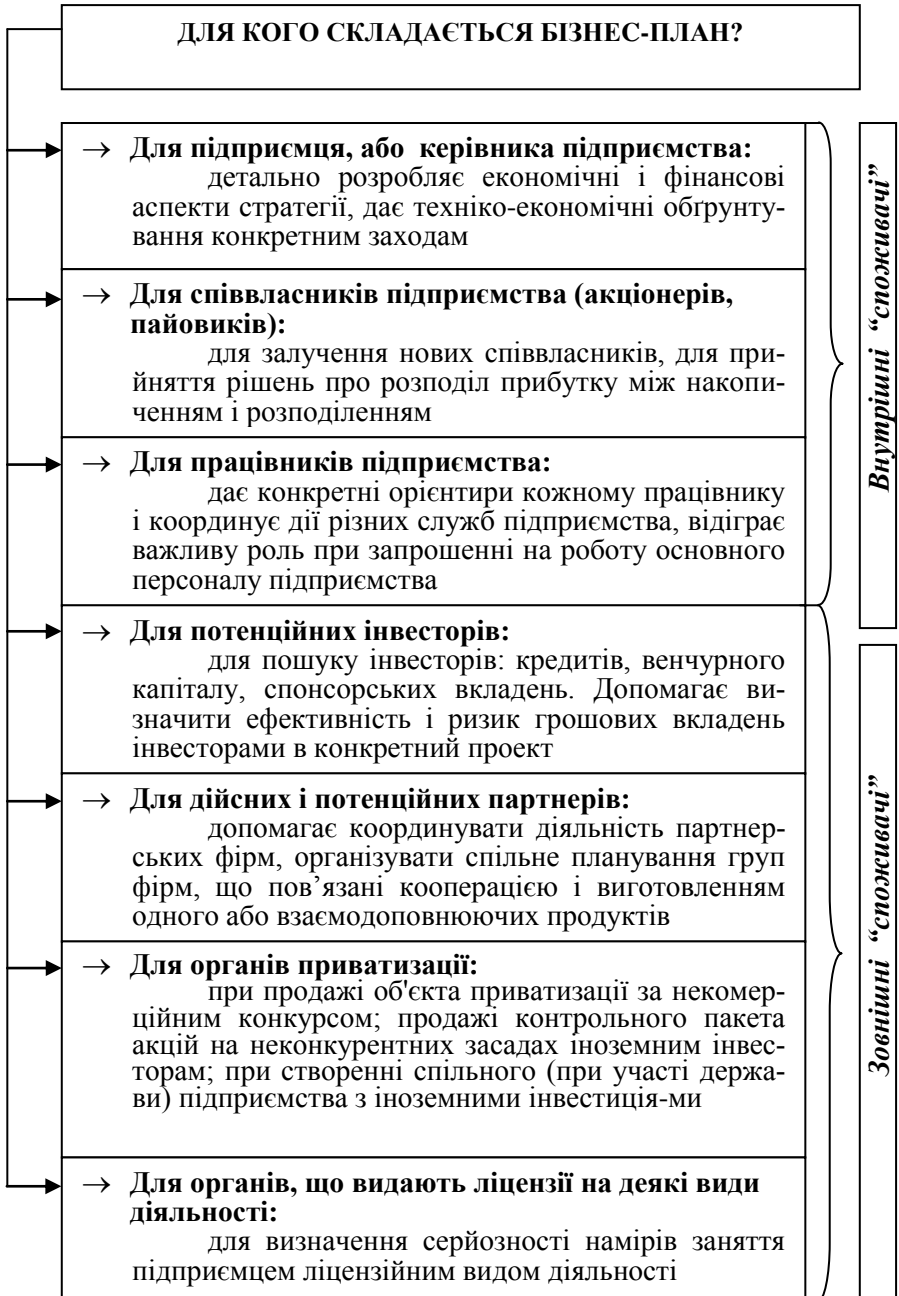 ДЛЯ КОГО СКЛАДАЄТЬСЯ БІЗНЕС-ПЛАН?
→ Для підприємця, або керівника підприємства:
детально розробляє економічні і фінансові
аспекти стратегії, дає техніко-економічні обґрунту-
вання конкретним заходам
→ Для співвласників підприємства (акціонерів,
пайовиків):
для залучення нових співвласників, для при-
йняття рішень про розподіл прибутку між накопи-
ченням і розподіленням
→ Для працівників підприємства:
дає конкретні орієнтири кожному працівнику
і координує дії різних служб підприємства, відіграє
важливу роль при запрошенні на роботу основного
персоналу підприємства
Внутрішні “споживачі”
→ Для потенційних інвесторів:
для пошуку інвесторів: кредитів, венчурного
капіталу, спонсорських вкладень. Допомагає ви-
значити ефективність і ризик грошових вкладень
інвесторами в конкретний проект
→ Для дійсних і потенційних партнерів:
допомагає координувати діяльність партнер-
ських фірм, організувати спільне планування груп
фірм, що пов’язані кооперацією і виготовленням
одного або взаємодоповнюючих продуктів
→ Для органів приватизації:
при продажі об'єкта приватизації за некомер-
ційним конкурсом; продажі контрольного пакета
акцій на неконкурентних засадах іноземним інвес-
торам; при створенні спільного (при участі держа-
ви) підприємства з іноземними інвестиція-ми
→ Для органів, що видають ліцензії на деякі види
діяльності:
для визначення серйозності намірів заняття
підприємцем ліцензійним видом діяльності
Зовнішні “споживачі”